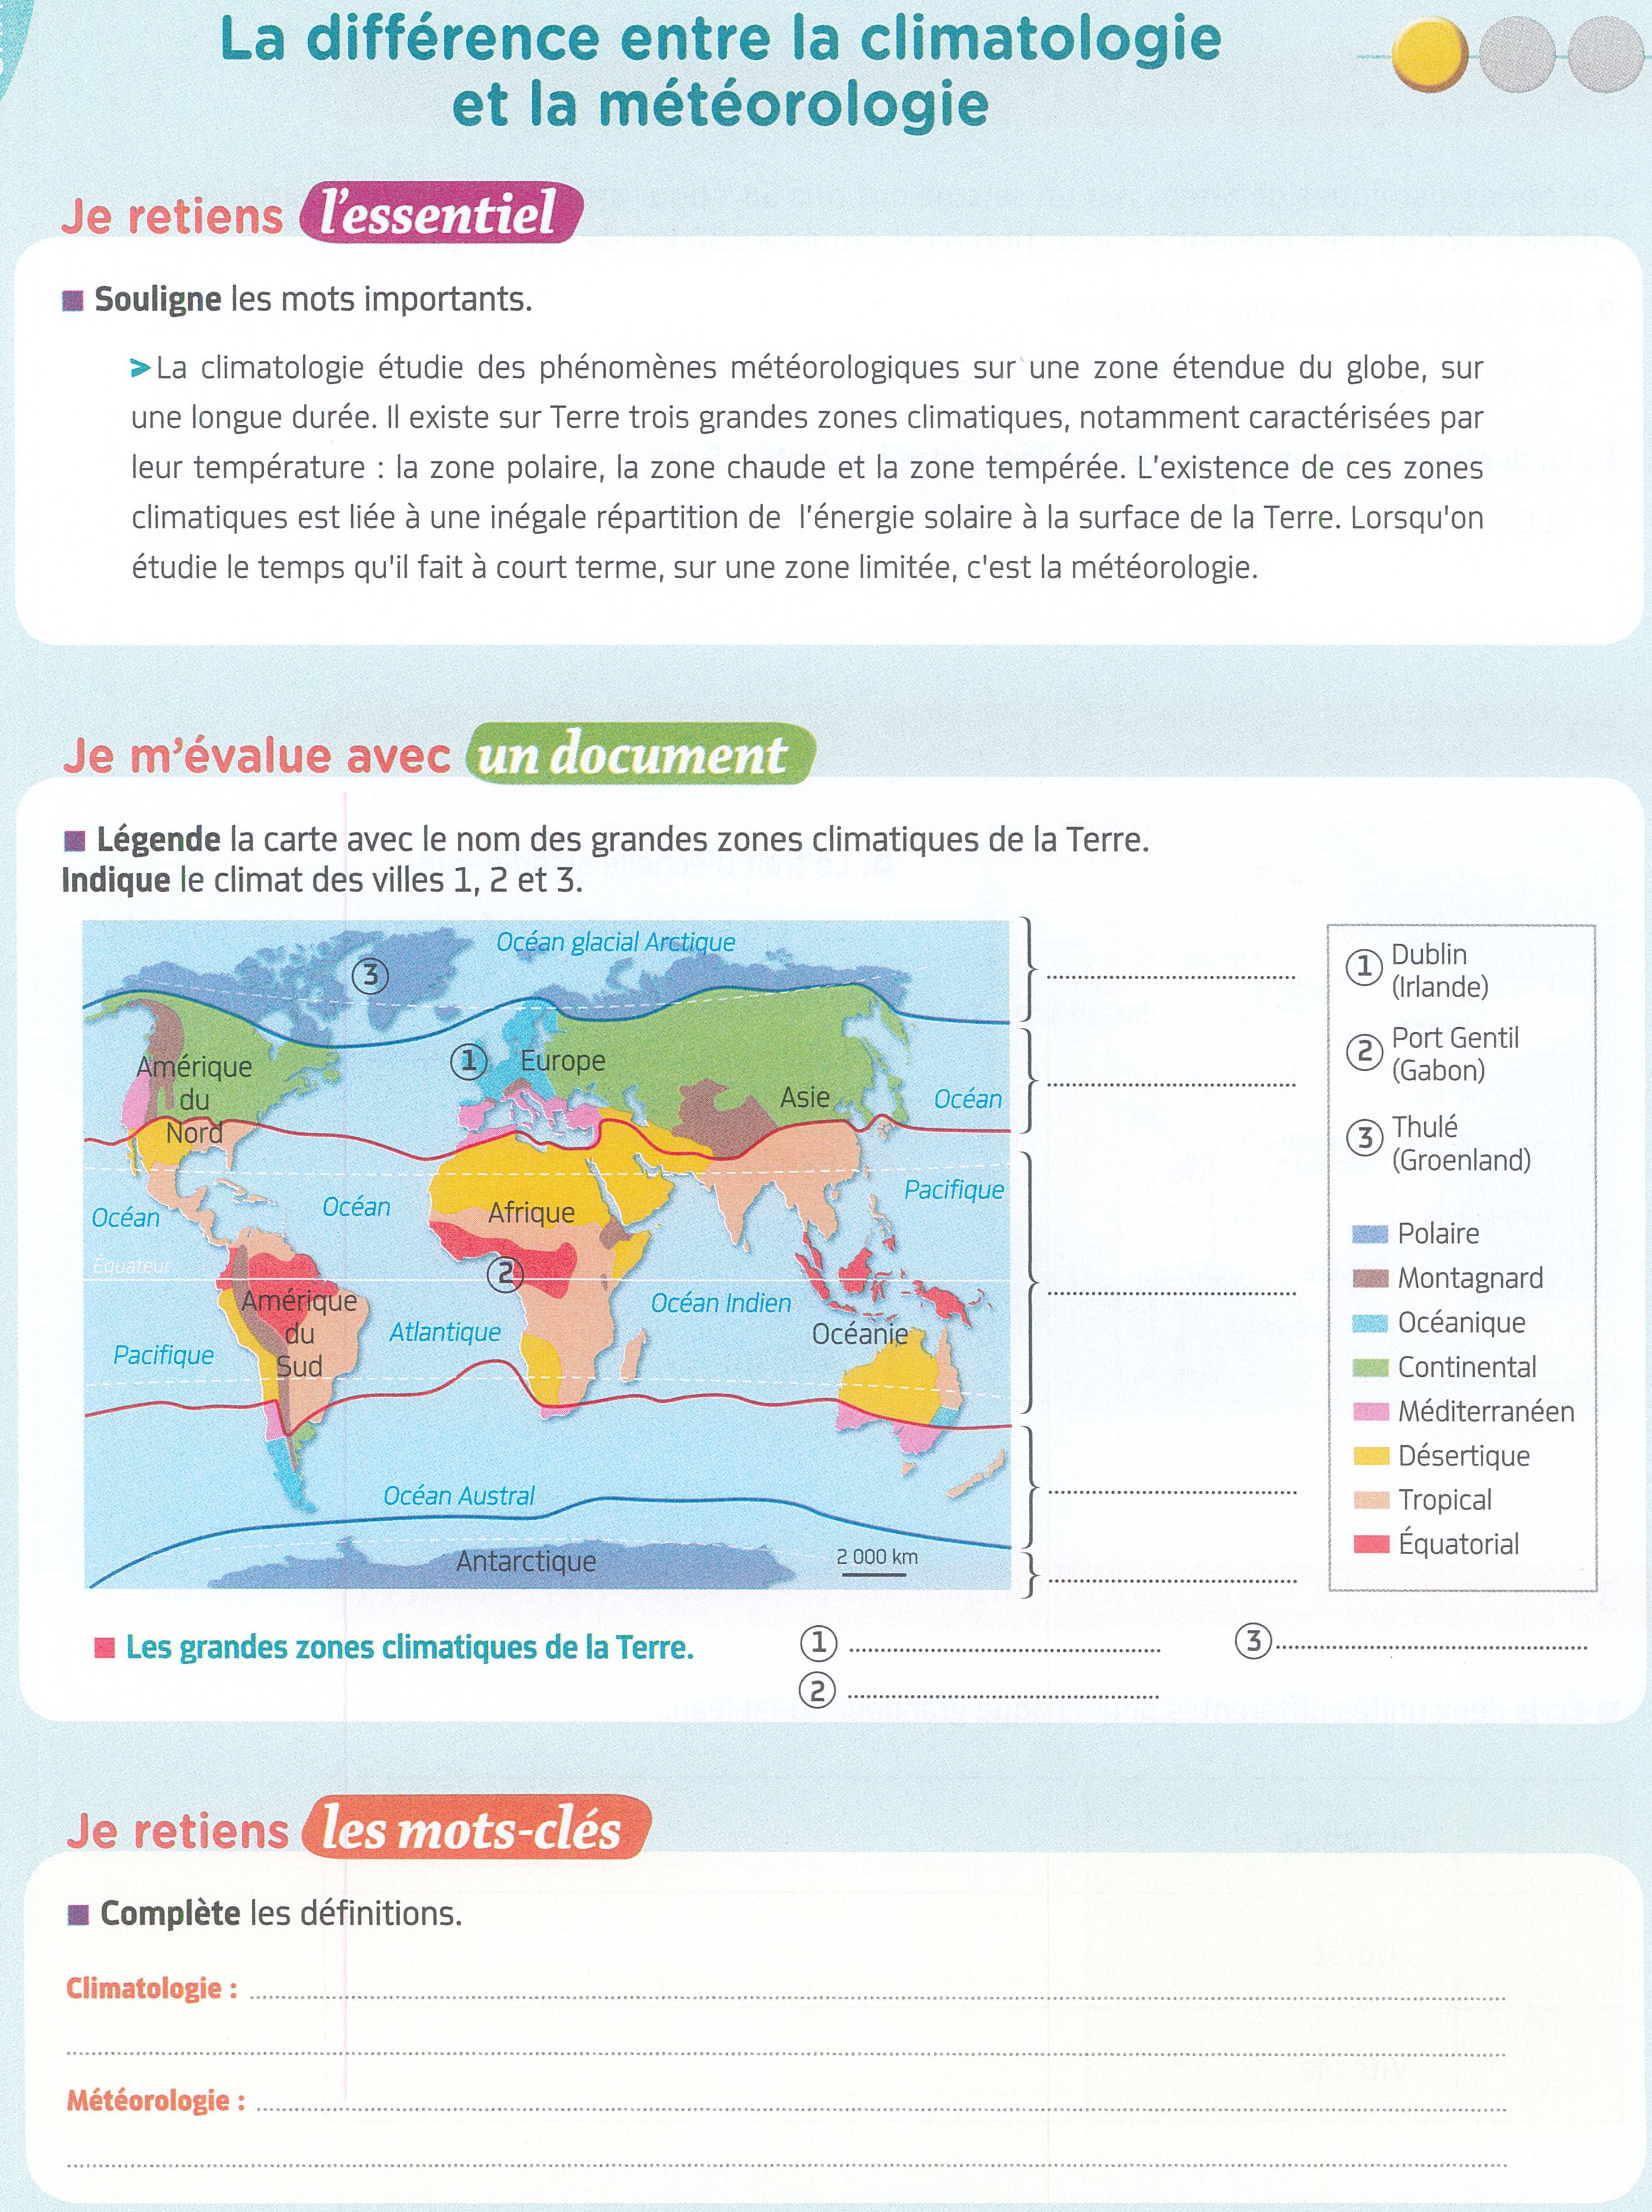 La différence entre la climatologie
et la météorologie
Je retiens l'essentiel
Souligne les mots importants.
> La climatologie étudie des phénomènes météorologiques sur une zone étendue du globe, sur
une longue durée. Il existe sur Terre trois grandes zones climatiques, notamment caractérisées par
leur température : la zone polaire, la zone chaude et la zone tempérée. L'existence de ces zones
climatiques est liée à une inégale répartition de l'énergie solaire à la surface de la Terre. Lorsqu'on
étudie le temps qu'il fait à court terme, sur une zone limitée, c'est la météorologie.
Je m'évalue avec un document
Légende la carte avec le nom des grandes zones climatiques de la Terre.
Indique le climat des villes 1, 2 et 3.
Océan glacial Arctique
3
1
Europe
Amérique
du
Nord
Asie
Océan
Pacifique
Océan
Océan
Afrique
Équateur
2
Amérique
du
Sud
Océan Indien
Atlantique
Océanie
Pacifique
Océan Austral
Antarctique
2 000 km
1 Dublin
(Irlande)
2 Port Gentil
(Gabon)
3 Thulé
(Groenland)
Polaire
Montagnard
Océanique
Continental
Méditerranéen
Désertique
Tropical
Équatorial
Les grandes zones climatiques de la Terre.
1
3
2
Je retiens les mots-clés
Complète les définitions.
Climatologie :
Météorologie :